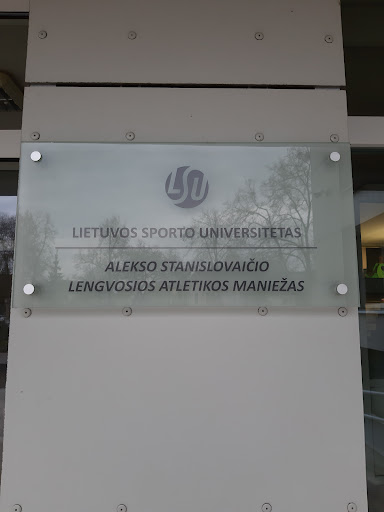 LSU
LIETUVOS SPORTO UNIVERSITETAS
ALEKSO STANISLOVAIČIO
LENGVOSIOS ATLETIKOS MANIEŽAS